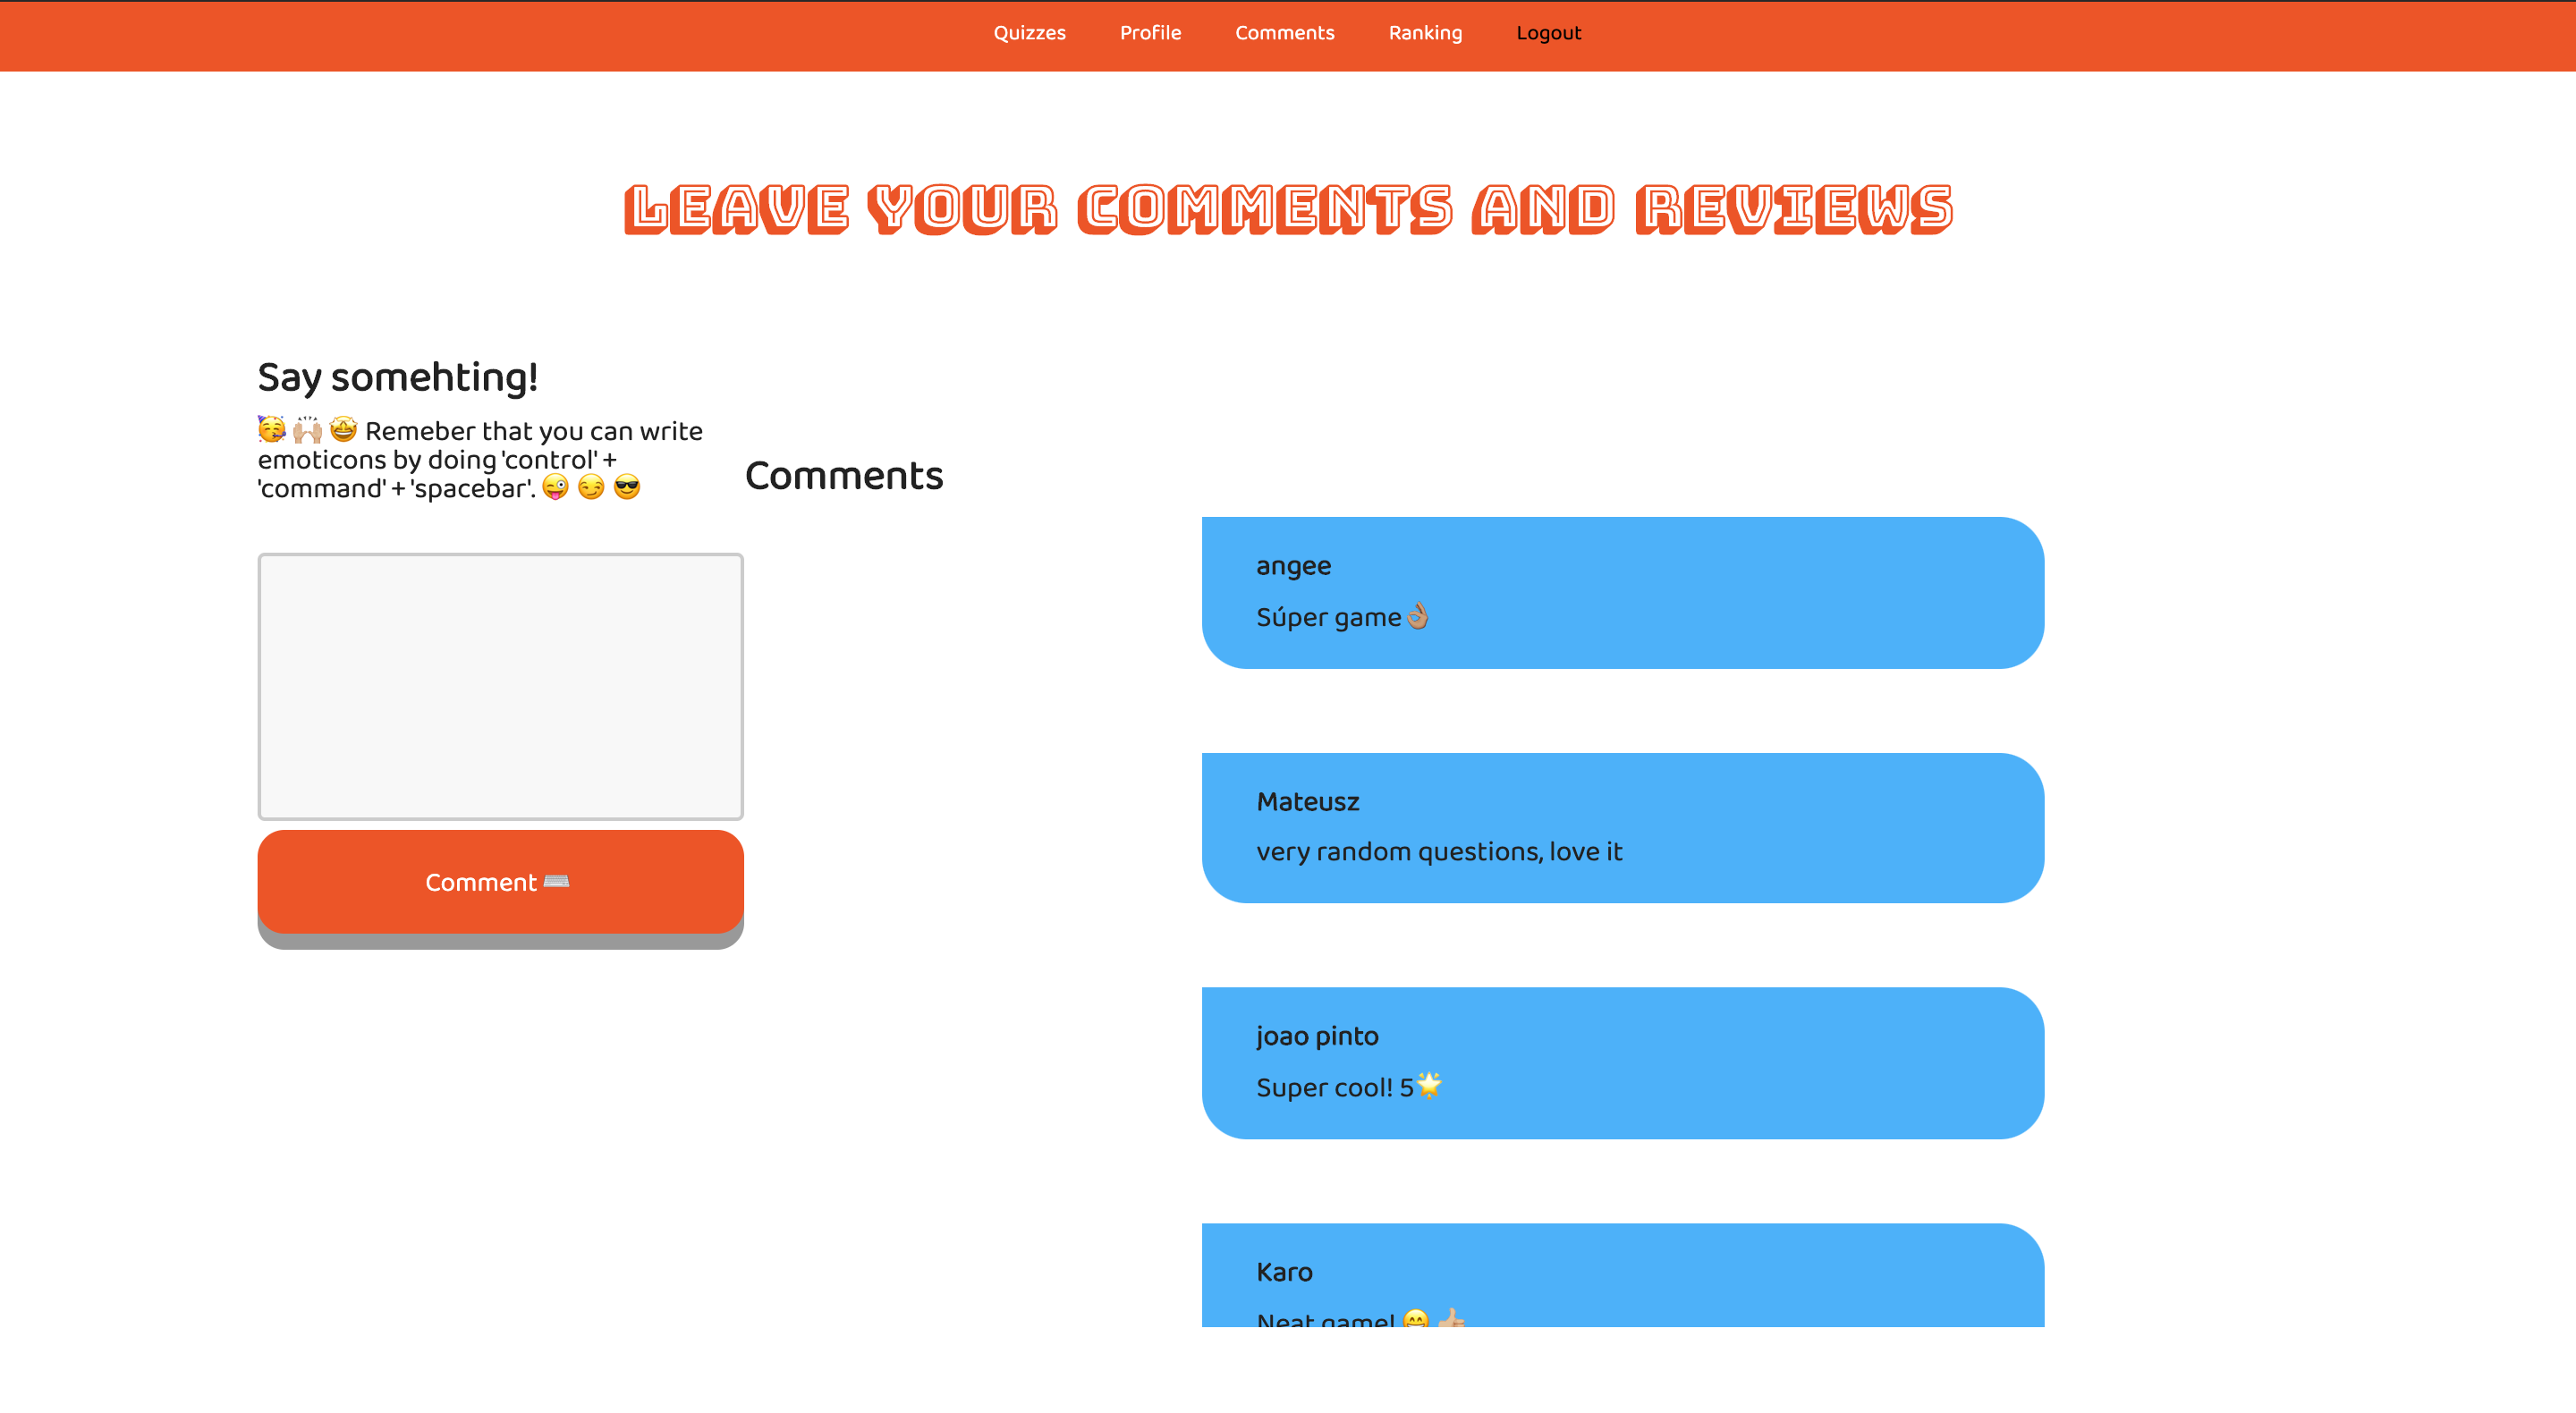 Quizzes Profile Comments Ranking Logout
LEAVE YOUR COMMENTS AND REVIEWS
Say somehting!
🥳 🙌🏼 🤩 Remeber that you can write
emoticons by doing 'control' +
'command' + 'spacebar'. 😜 😏 😎
Comment ⌨️
Comments
angee
Súper game👌🏽
Mateusz
very random questions, love it
joao pinto
Super cool! 5🌟
Karo
Neat game! 😄 👍🏼